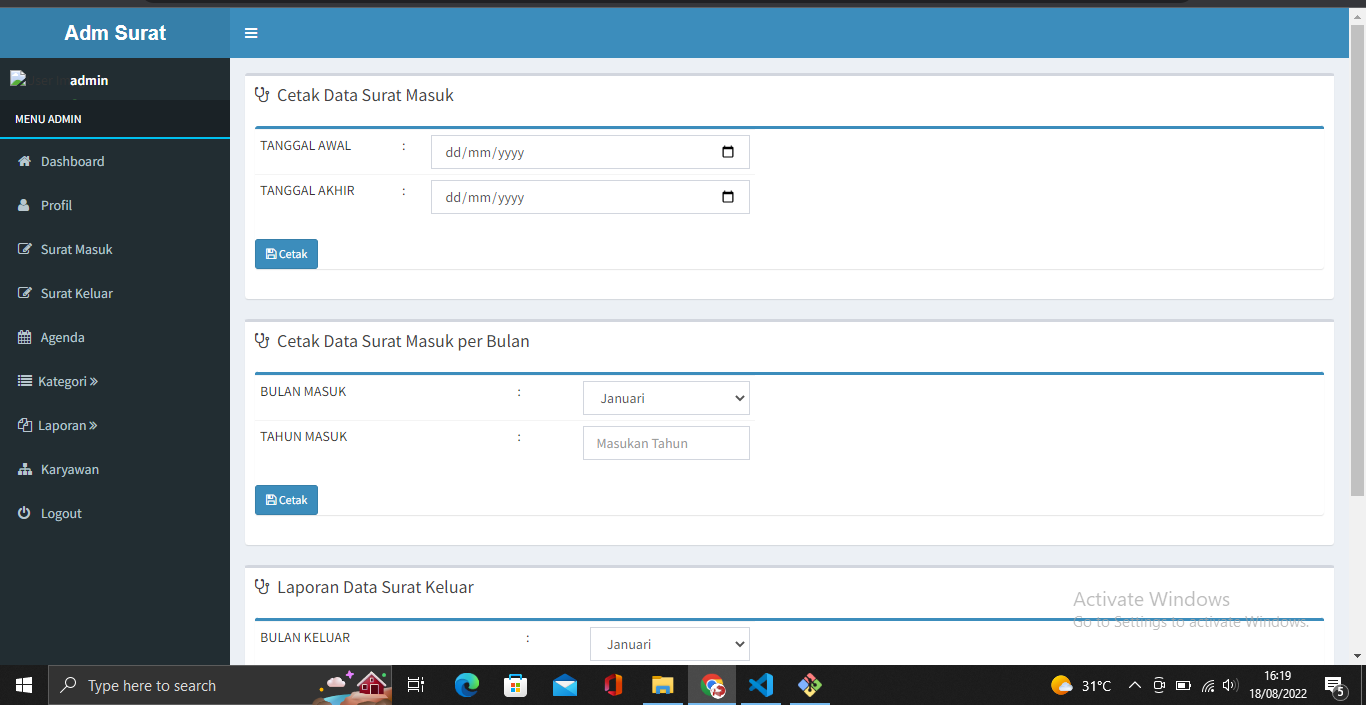 Adm Surat
admin
MENU ADMIN
Dashboard
Profil
Surat Masuk
Surat Keluar
Agenda
Kategori »
Laporan »
Karyawan
Logout
Cetak Data Surat Masuk
TANGGAL AWAL : dd/mm/yyyy
TANGGAL AKHIR : dd/mm/yyyy
Cetak
Cetak Data Surat Masuk per Bulan
BULAN MASUK : Januari
TAHUN MASUK : Masukan Tahun
Cetak
Laporan Data Surat Keluar
BULAN KELUAR : Januari
Activate Windows
Go to Settings to activate Windows.
Type here to search
31°C
16:19
18/08/2022
5